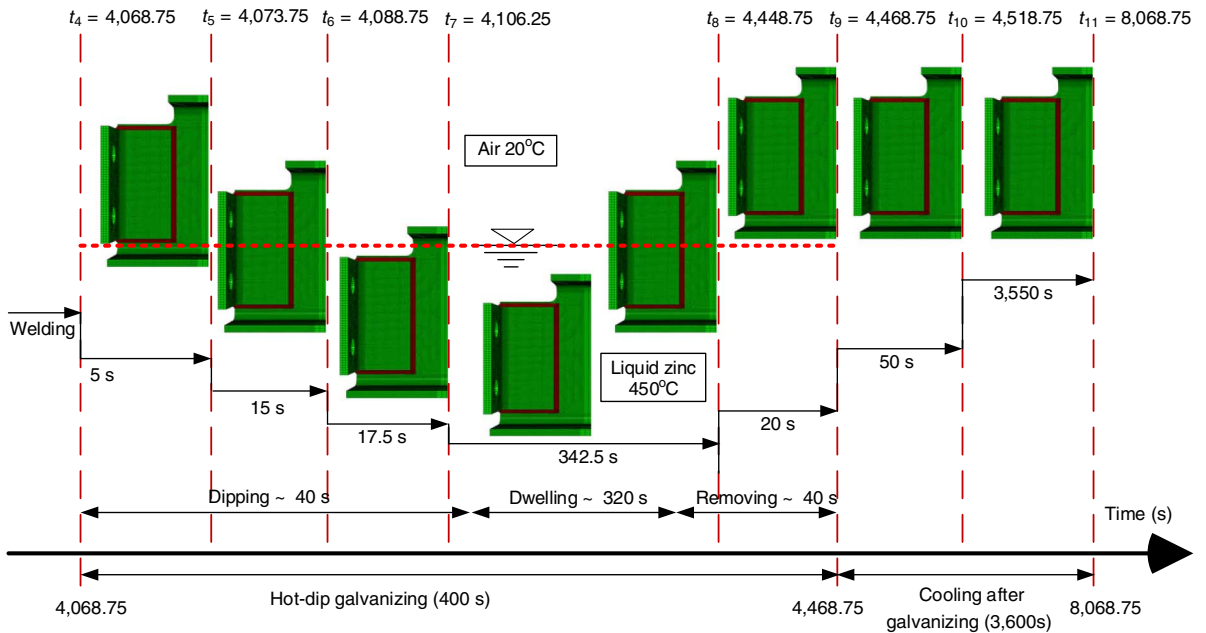 t4 = 4,068.75
t5 = 4,073.75
t6 = 4,088.75
t7 = 4,106.25
t8 = 4,448.75
t9 = 4,468.75
t10 = 4,518.75
t11 = 8,068.75
Air 20°C
Welding
Liquid zinc
450°C
5 s
15 s
17.5 s
342.5 s
20 s
50 s
3,550 s
Dipping ~ 40 s
Dwelling ~ 320 s
Removing ~ 40 s
Time (s)
4,068.75
Hot-dip galvanizing (400 s)
4,468.75
Cooling after
galvanizing (3,600s)
8,068.75